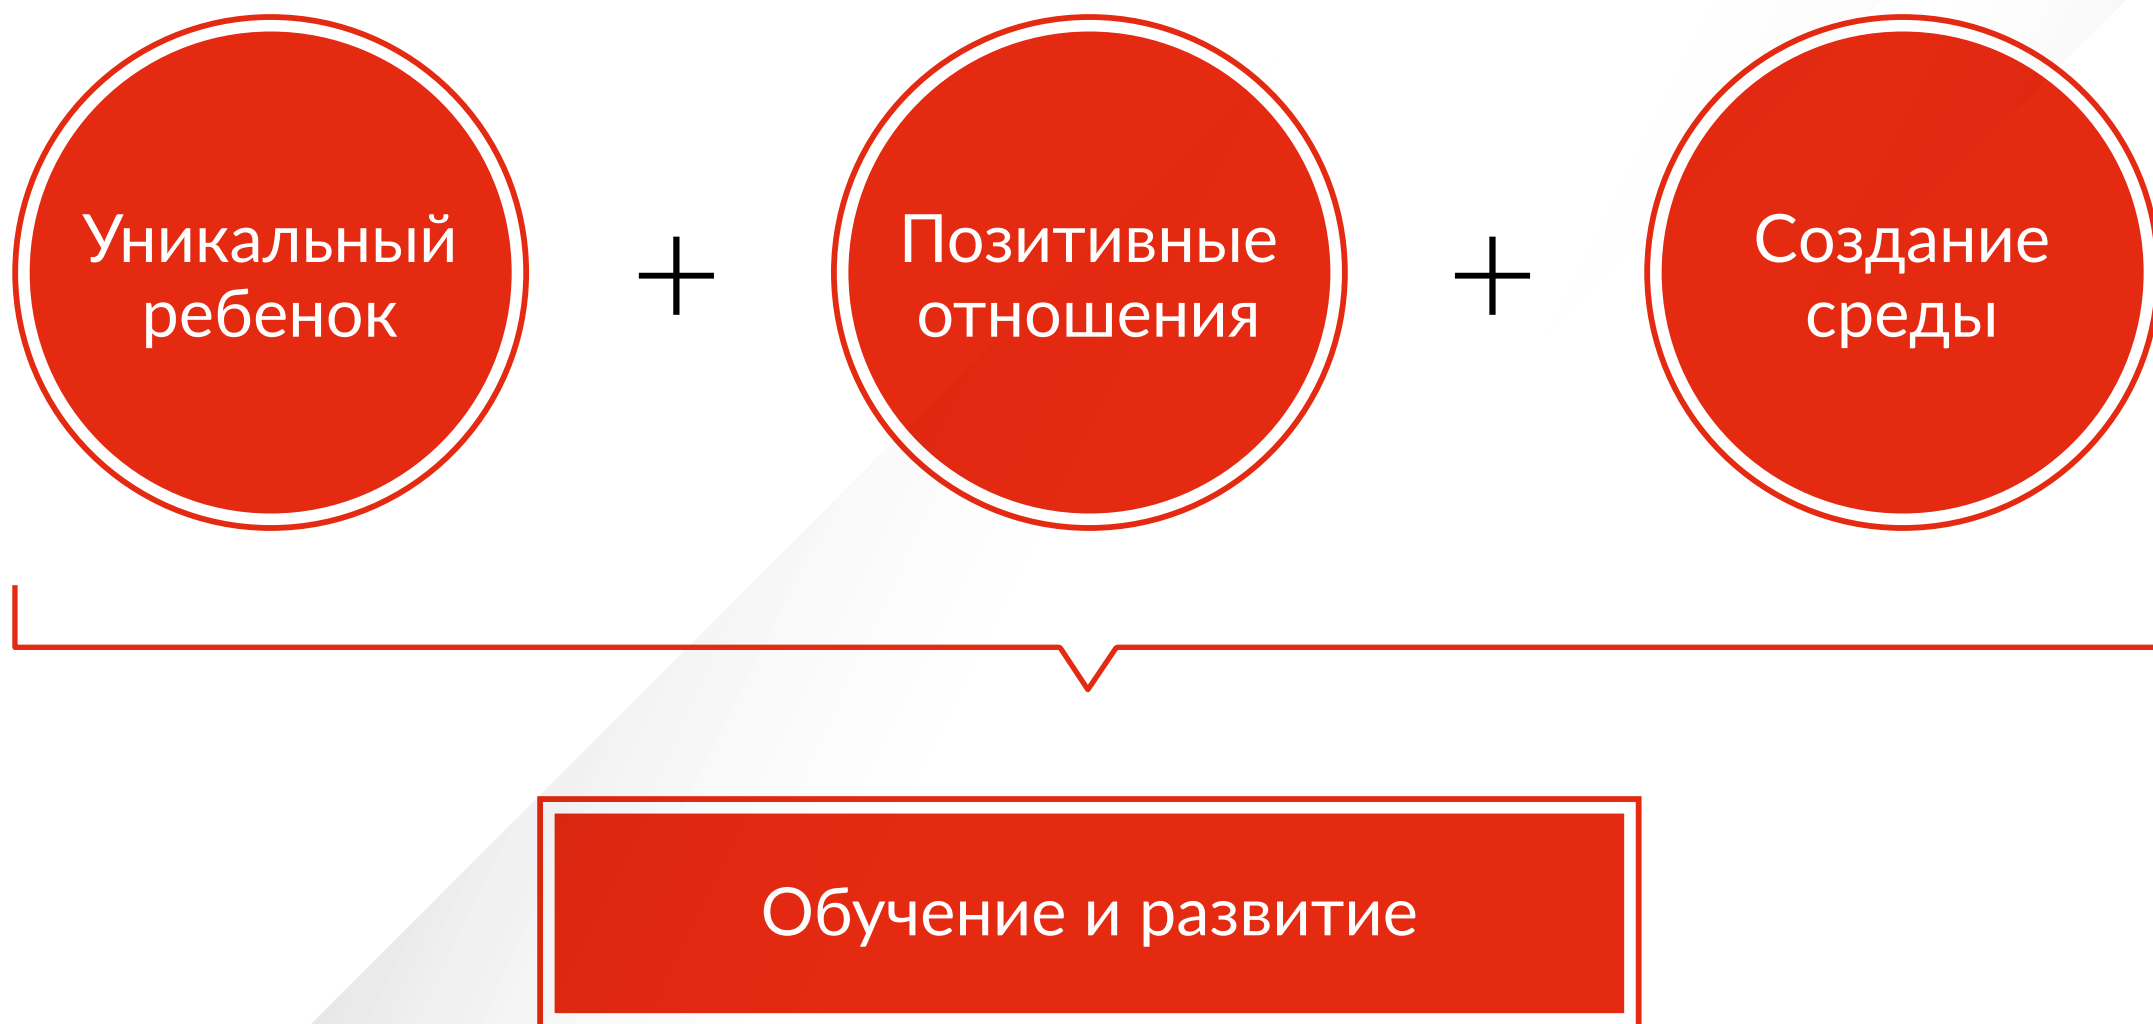 Уникальный
ребенок
+
Позитивные
отношения
+
Создание
среды
Обучение и развитие